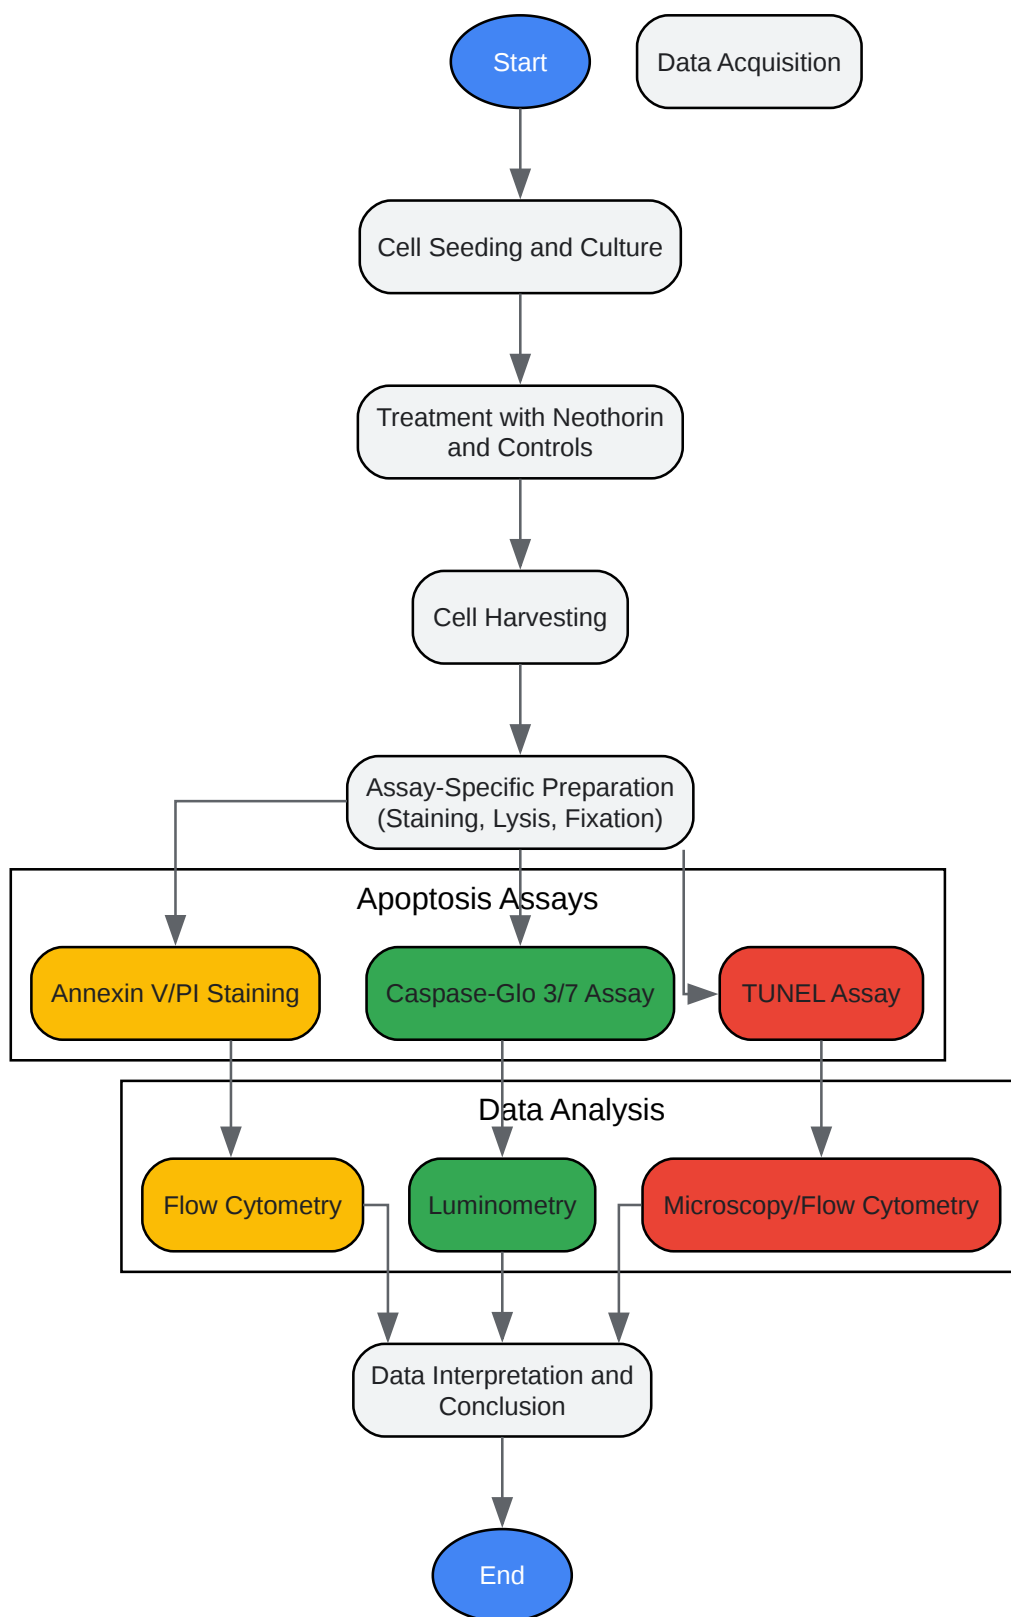 Start
Data Acquisition
Cell Seeding and Culture
Treatment with Neothorin
and Controls
Cell Harvesting
Assay-Specific Preparation
(Staining, Lysis, Fixation)
Apoptosis Assays
Annexin V/PI Staining
Caspase-Glo 3/7 Assay
TUNEL Assay
Data Analysis
Flow Cytometry
Luminometry
Microscopy/Flow Cytometry
Data Interpretation and
Conclusion
End